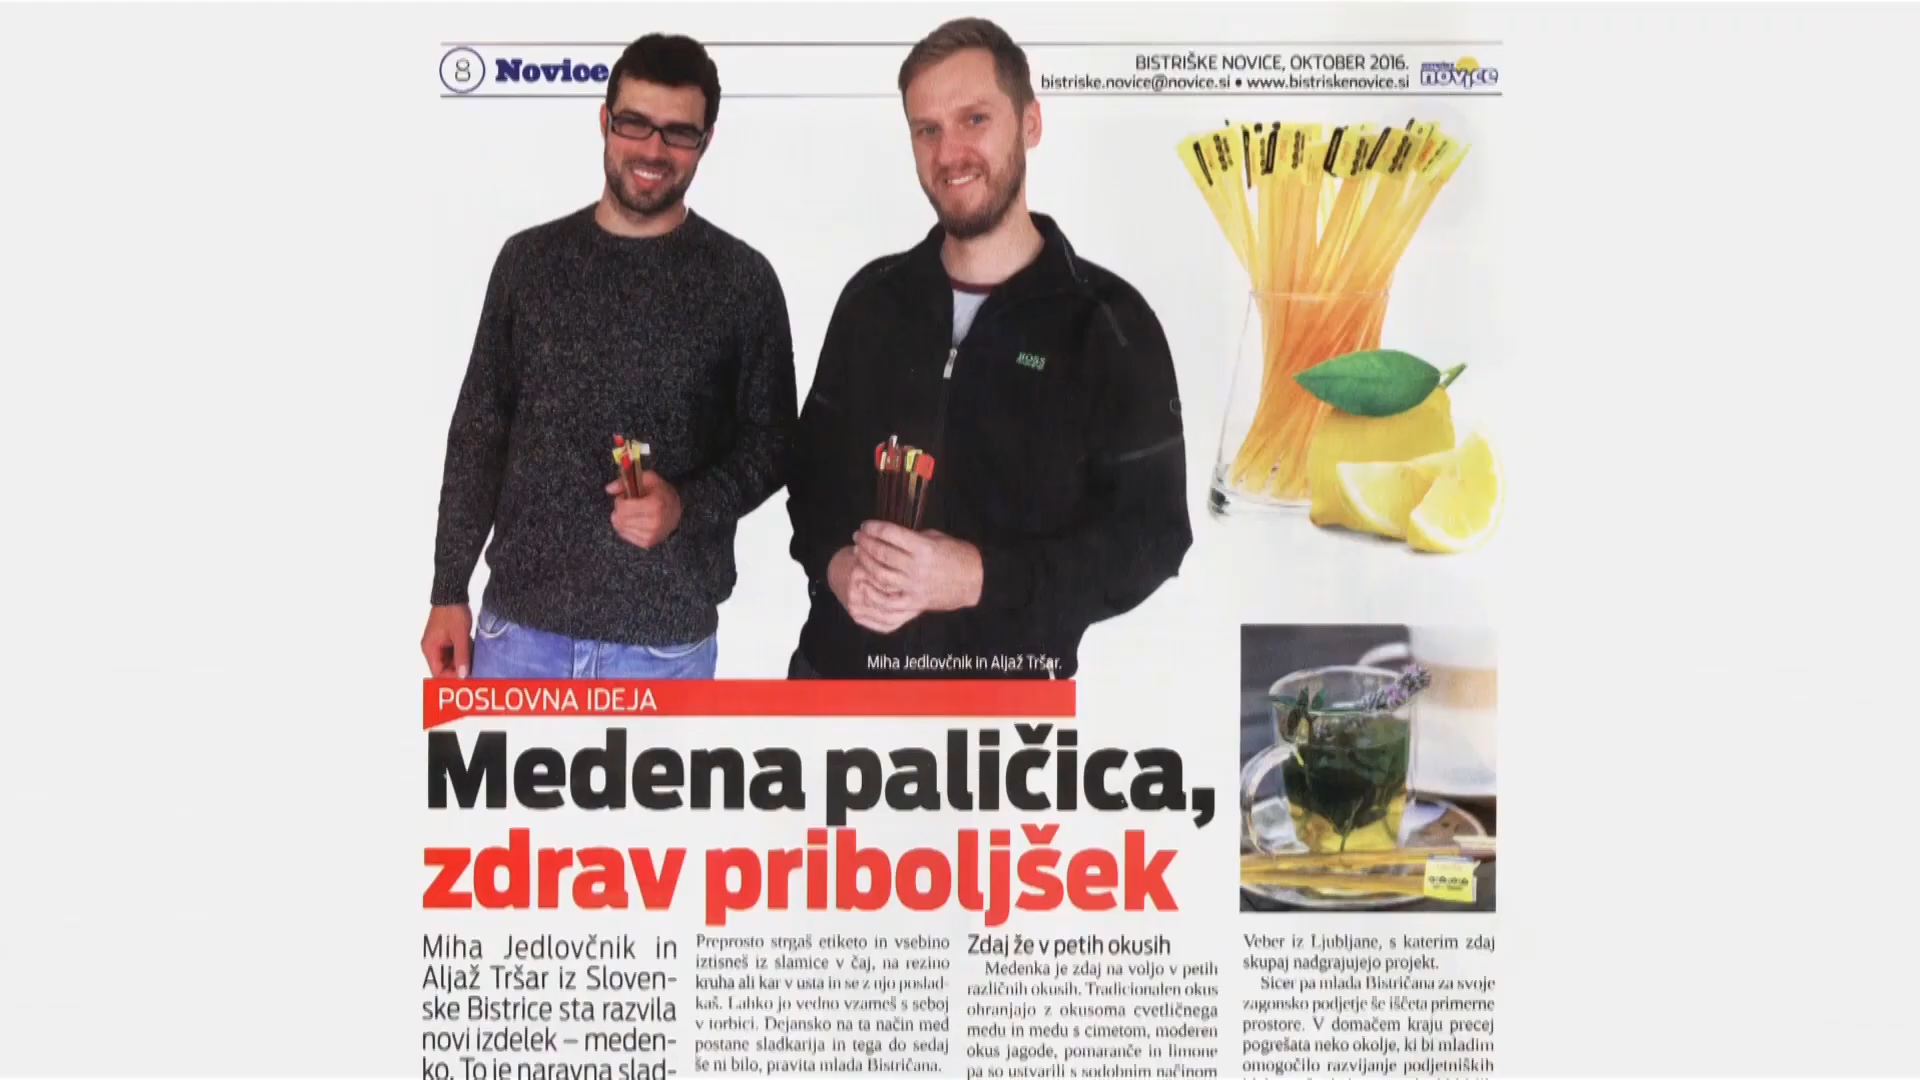 8 Novice
BISTRIŠKE NOVICE, OKTOBER 2016.
bistriske.novice@novice.si • www.bistriskenovice.si
novice
BOSS
Miha Jedlovčnik in Aljaž Tršar.
POSLOVNA IDEJA
Medena paličica,
zdrav priboljšek
Miha Jedlovčnik in
Aljaž Tršar iz Sloven-
ske Bistrice sta razvila
novi izdelek – meden-
ko. To je naravna slad-
Preprosto strgaš etiketo in vsebino
iztisneš iz slamice v čaj, na rezino
kruha ali kar v usta in se z njo poslad-
kaš. Lahko jo vedno vzameš s seboj
v torbici. Dejansko na ta način med
postane sladkarija in tega do sedaj
še ni bilo, pravita mlada Bistričana.
Zdaj že v petih okusih
Medenka je zdaj na voljo v petih
različnih okusih. Tradicionalen okus
ohranjajo z okusoma cvetličnega
medu in medu s cimetom, moderen
okus jagode, pomaranče in limone
pa so ustvarili s sodobnim načinom
Veber iz Ljubljane, s katerim zdaj
skupaj nadgrajujejo projekt.
Sicer pa mlada Bistričana za svoje
zagonsko podjetje še iščeta primerne
prostore. V domačem kraju precej
pogrešata neko okolje, ki bi mladim
omogočilo razvijanje podjetniških